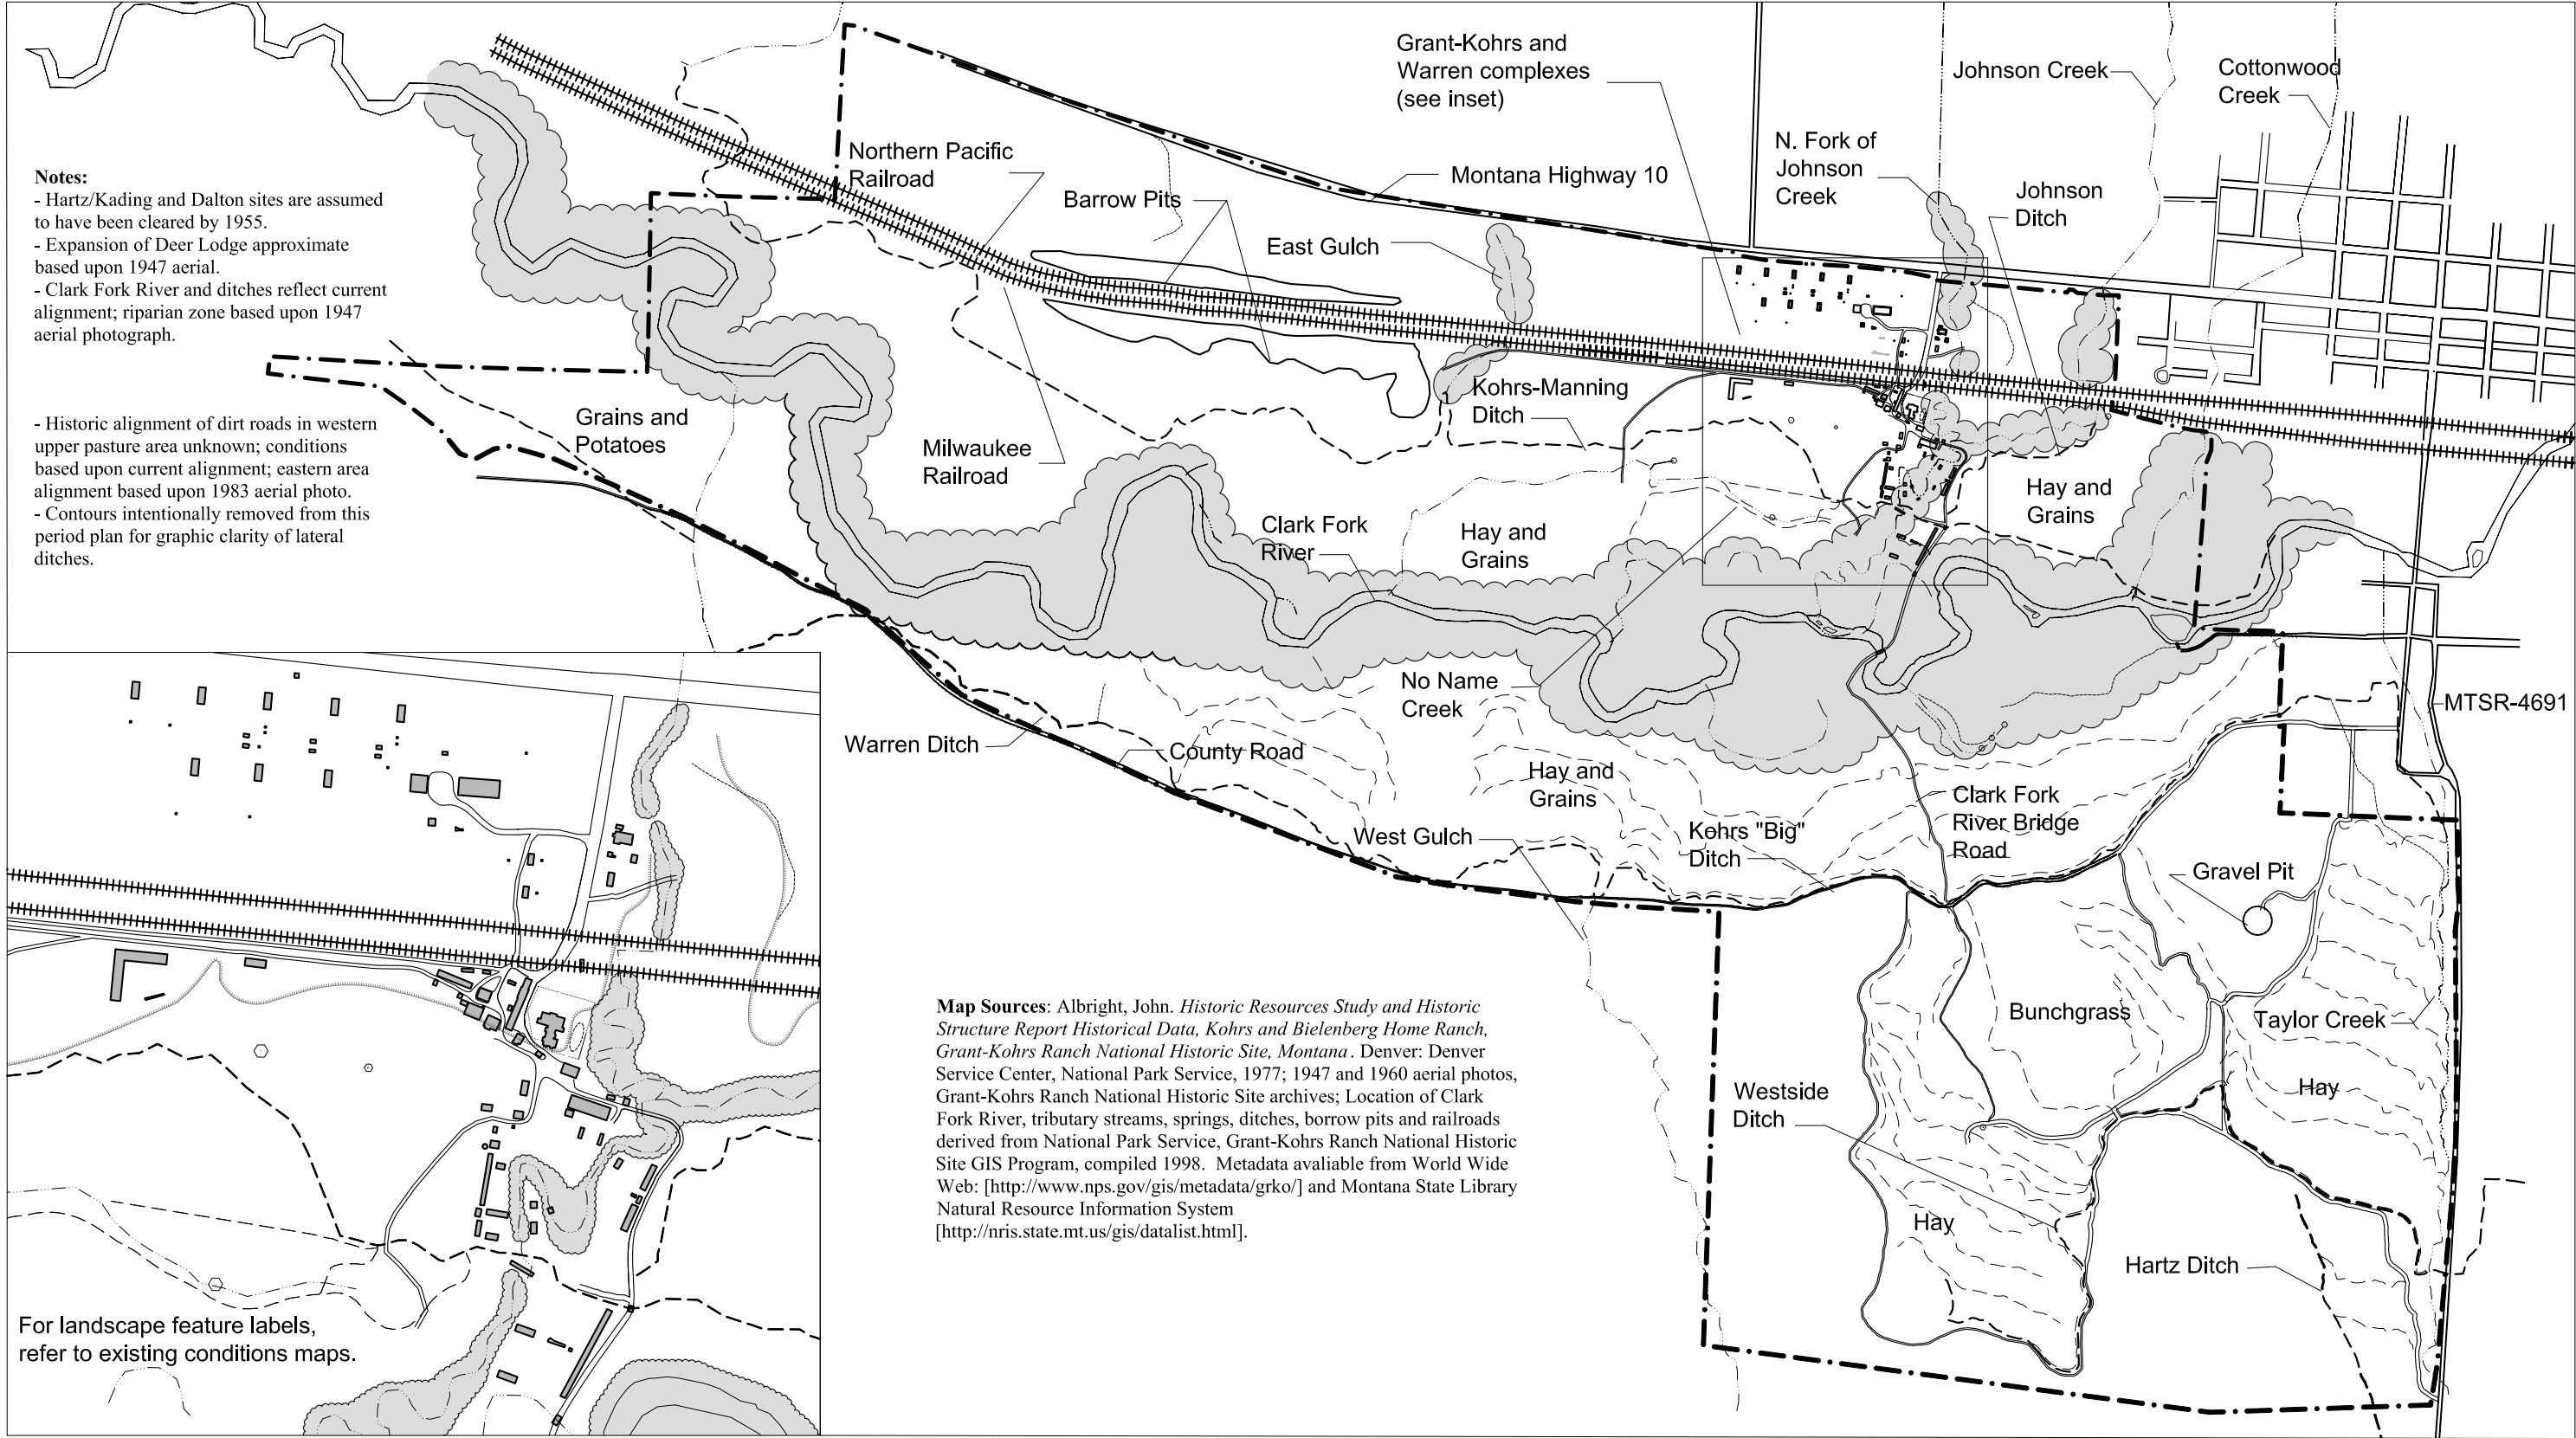 Grant-Kohrs and
Warren complexes
(see inset)
Johnson Creek
Cottonwood
Creek
N. Fork of
Johnson
Creek
Johnson
Ditch
Northern Pacific
Railroad
Barrow Pits
Montana Highway 10
East Gulch
Notes:
- Hartz/Kading and Dalton sites are assumed
to have been cleared by 1955.
- Expansion of Deer Lodge approximate
based upon 1947 aerial.
- Clark Fork River and ditches reflect current
alignment; riparian zone based upon 1947
aerial photograph.
- Historic alignment of dirt roads in western
upper pasture area unknown; conditions
based upon current alignment; eastern area
alignment based upon 1983 aerial photo.
- Contours intentionally removed from this
period plan for graphic clarity of lateral
ditches.
Grains and
Potatoes
Milwaukee
Railroad
Kohrs-Manning
Ditch
Clark Fork
River
Hay and
Grains
Hay and
Grains
No Name
Creek
MTSR-4691
Warren Ditch
County Road
Hay and
Grains
West Gulch
Kohrs "Big"
Ditch
Clark Fork
River Bridge
Road
Gravel Pit
Bunchgrass
Taylor Creek
Hay
Westside
Ditch
Hay
Hartz Ditch
Map Sources: Albright, John. Historic Resources Study and Historic
Structure Report Historical Data, Kohrs and Bielenberg Home Ranch,
Grant-Kohrs Ranch National Historic Site, Montana. Denver: Denver
Service Center, National Park Service, 1977; 1947 and 1960 aerial photos,
Grant-Kohrs Ranch National Historic Site archives; Location of Clark
Fork River, tributary streams, springs, ditches, borrow pits and railroads
derived from National Park Service, Grant-Kohrs Ranch National Historic
Site GIS Program, compiled 1998. Metadata avaliable from World Wide
Web: [http://www.nps.gov/gis/metadata/grko/] and Montana State Library
Natural Resource Information System
[http://nris.state.mt.us/gis/datalist.html].
For landscape feature labels,
refer to existing conditions maps.